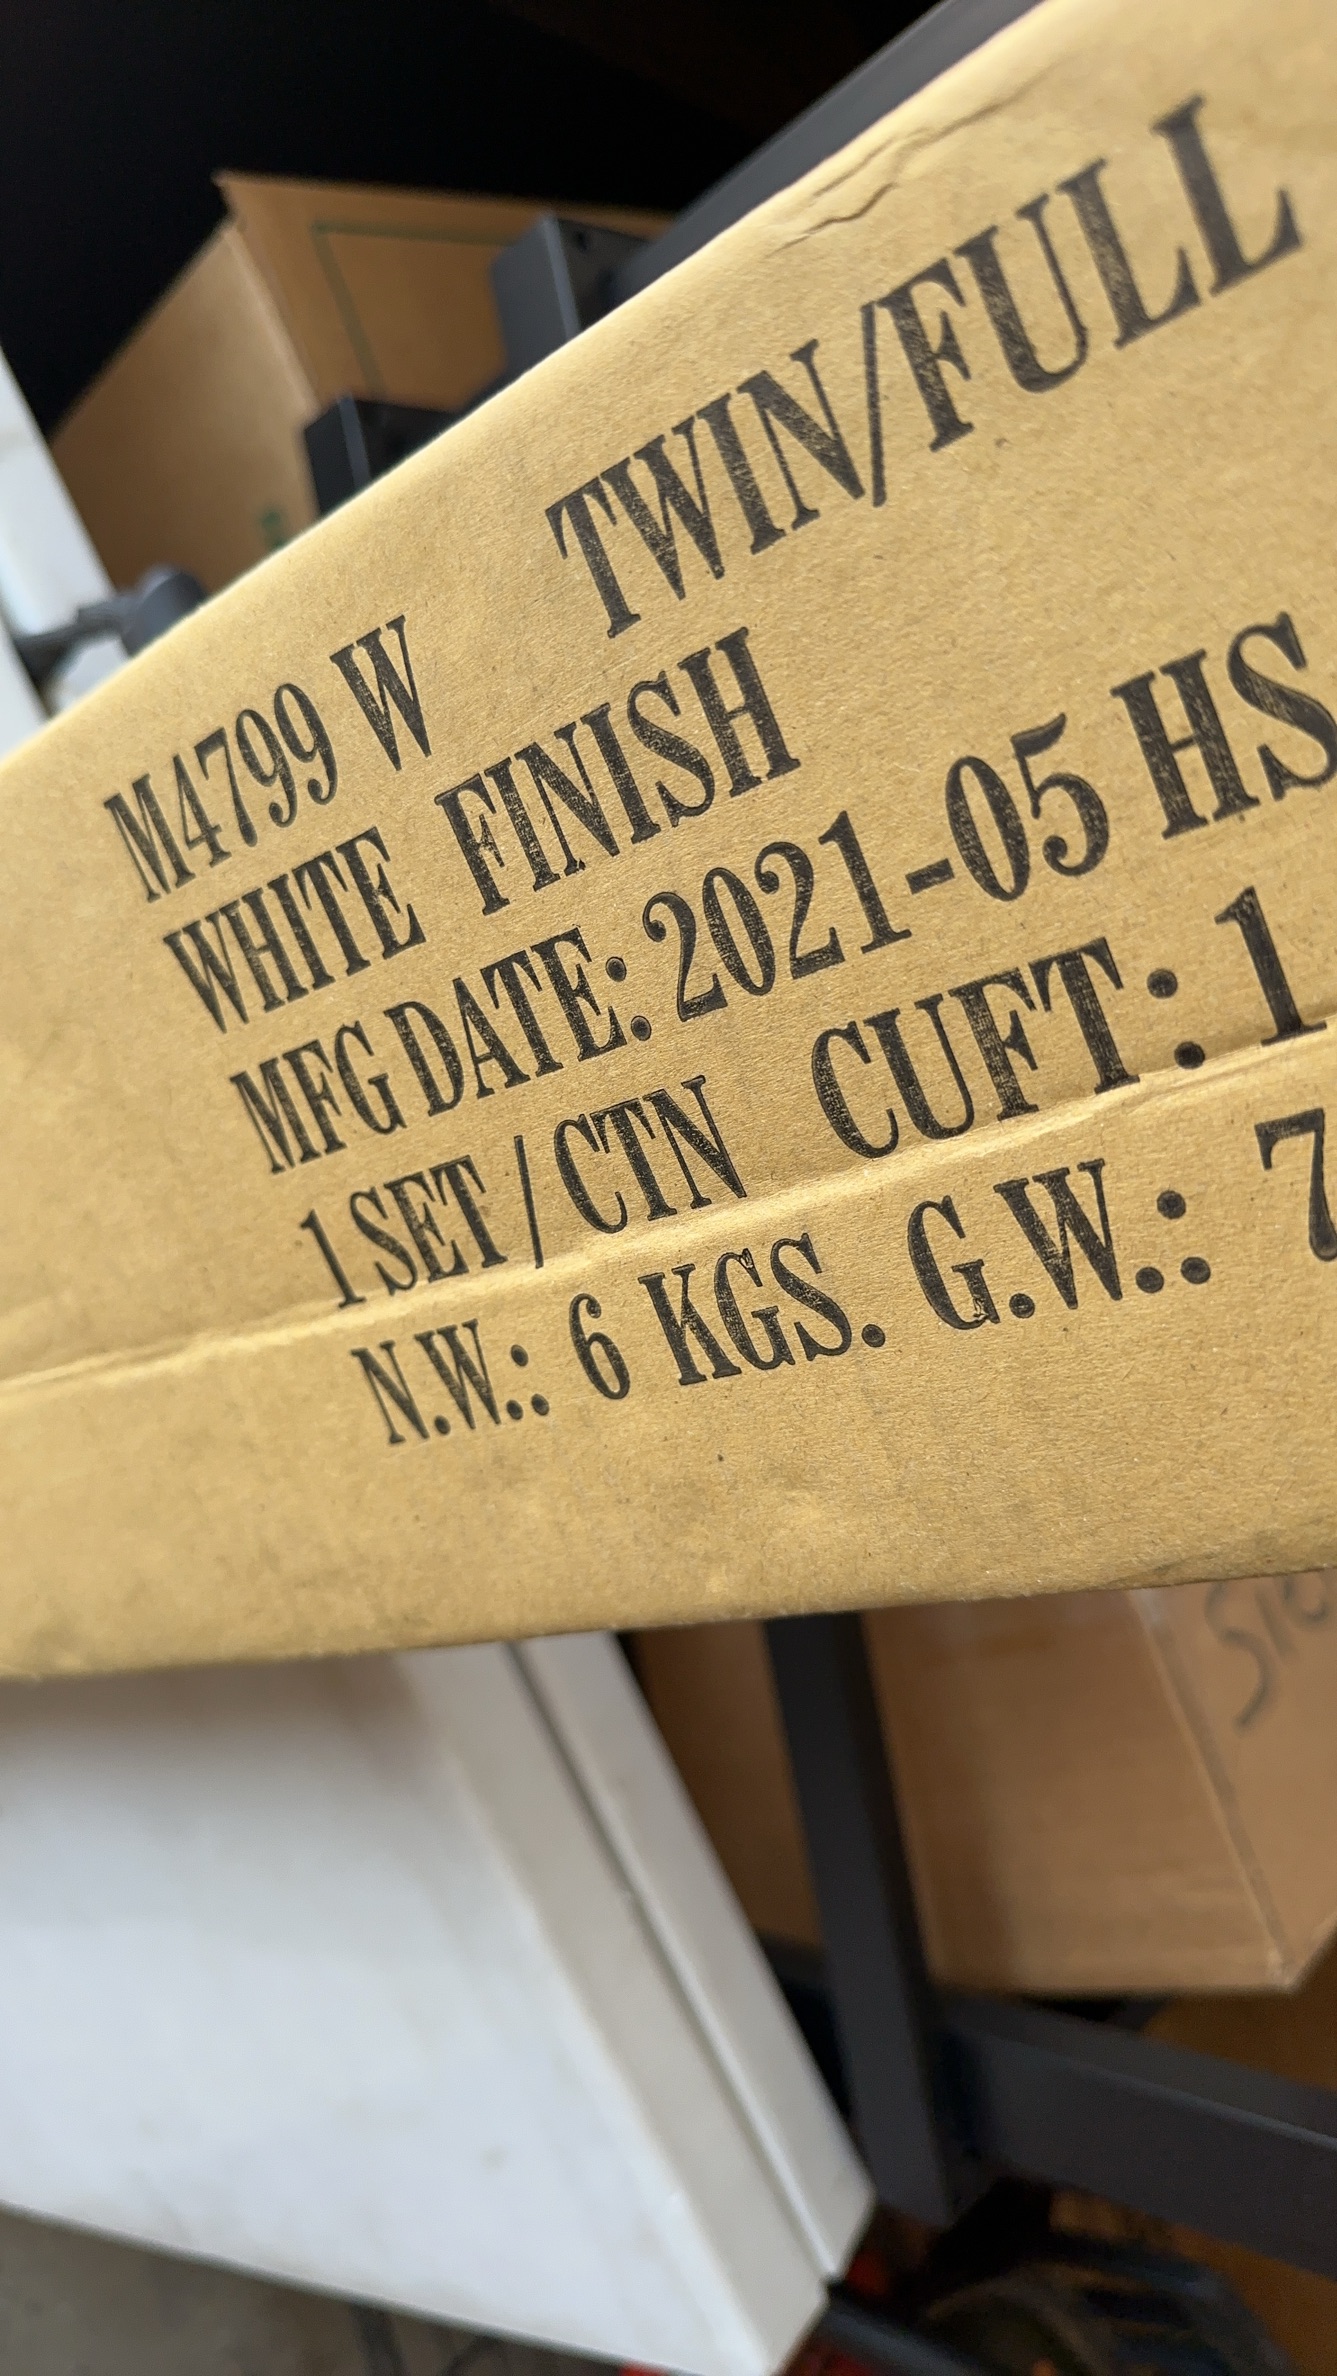 M4799 W TWIN/FULL
WHITE FINISH
MFG DATE: 2021-05 HS
1 SET / CTN CUFT: 1
N.W.: 6 KGS. G.W.: 7